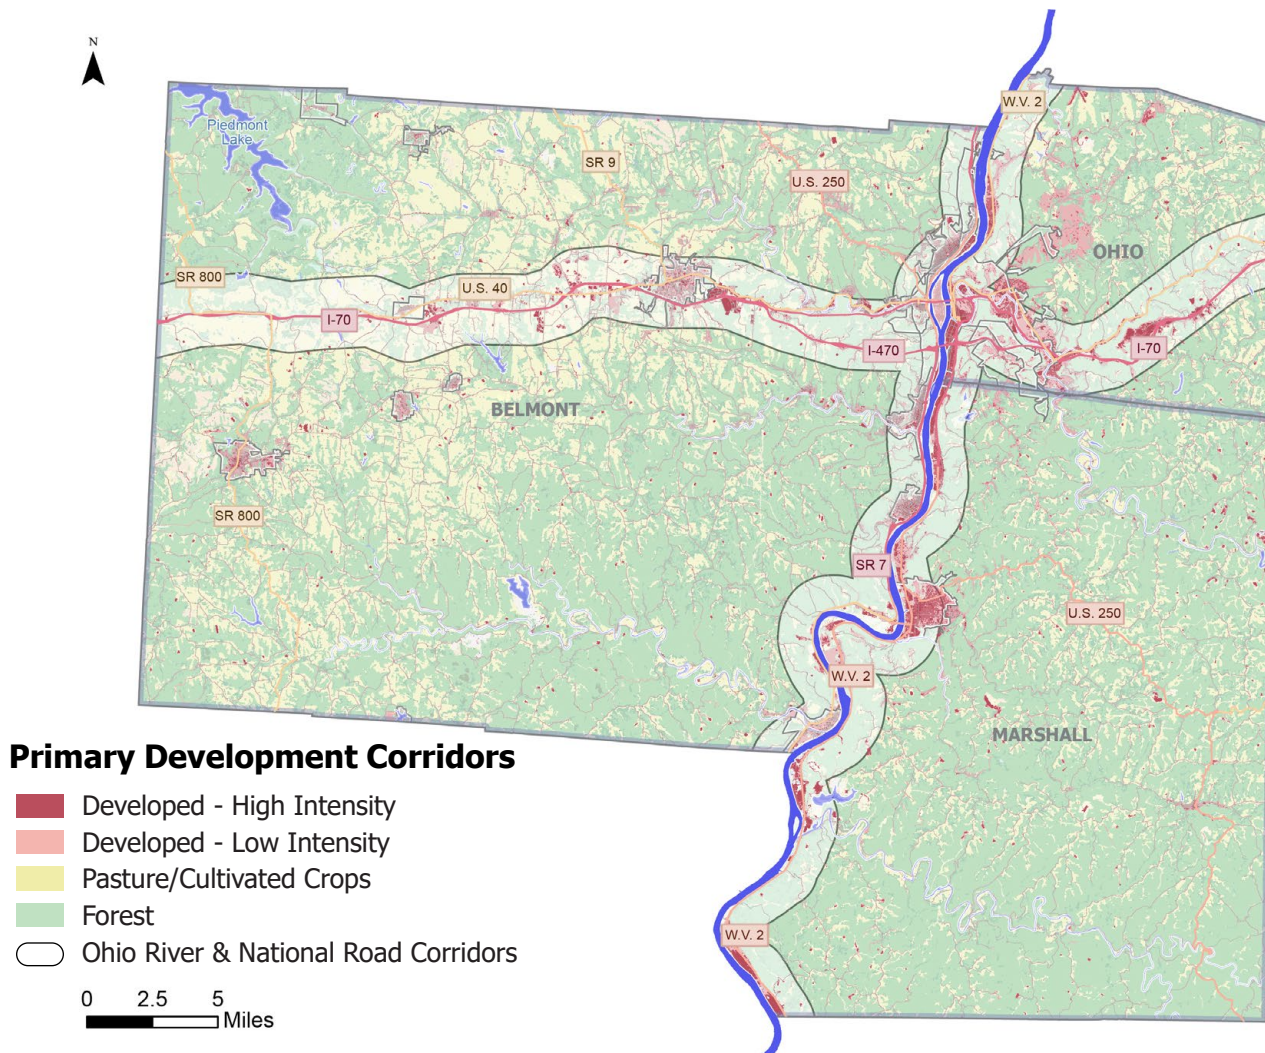 N
W.V. 2
Piedmont
Lake
SR 9
U.S. 250
OHIO
SR 800
U.S. 40
I-70
I-470
I-70
BELMONT
SR 800
SR 7
U.S. 250
W.V. 2
MARSHALL
W.V. 2
Primary Development Corridors
Developed - High Intensity
Developed - Low Intensity
Pasture/Cultivated Crops
Forest
Ohio River & National Road Corridors
0 2.5 5
Miles